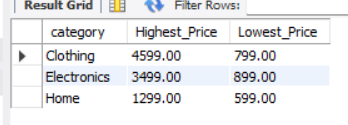 Result Grid Filter Rows:
category Highest_Price Lowest_Price
Clothing 4599.00 799.00
Electronics 3499.00 899.00
Home 1299.00 599.00